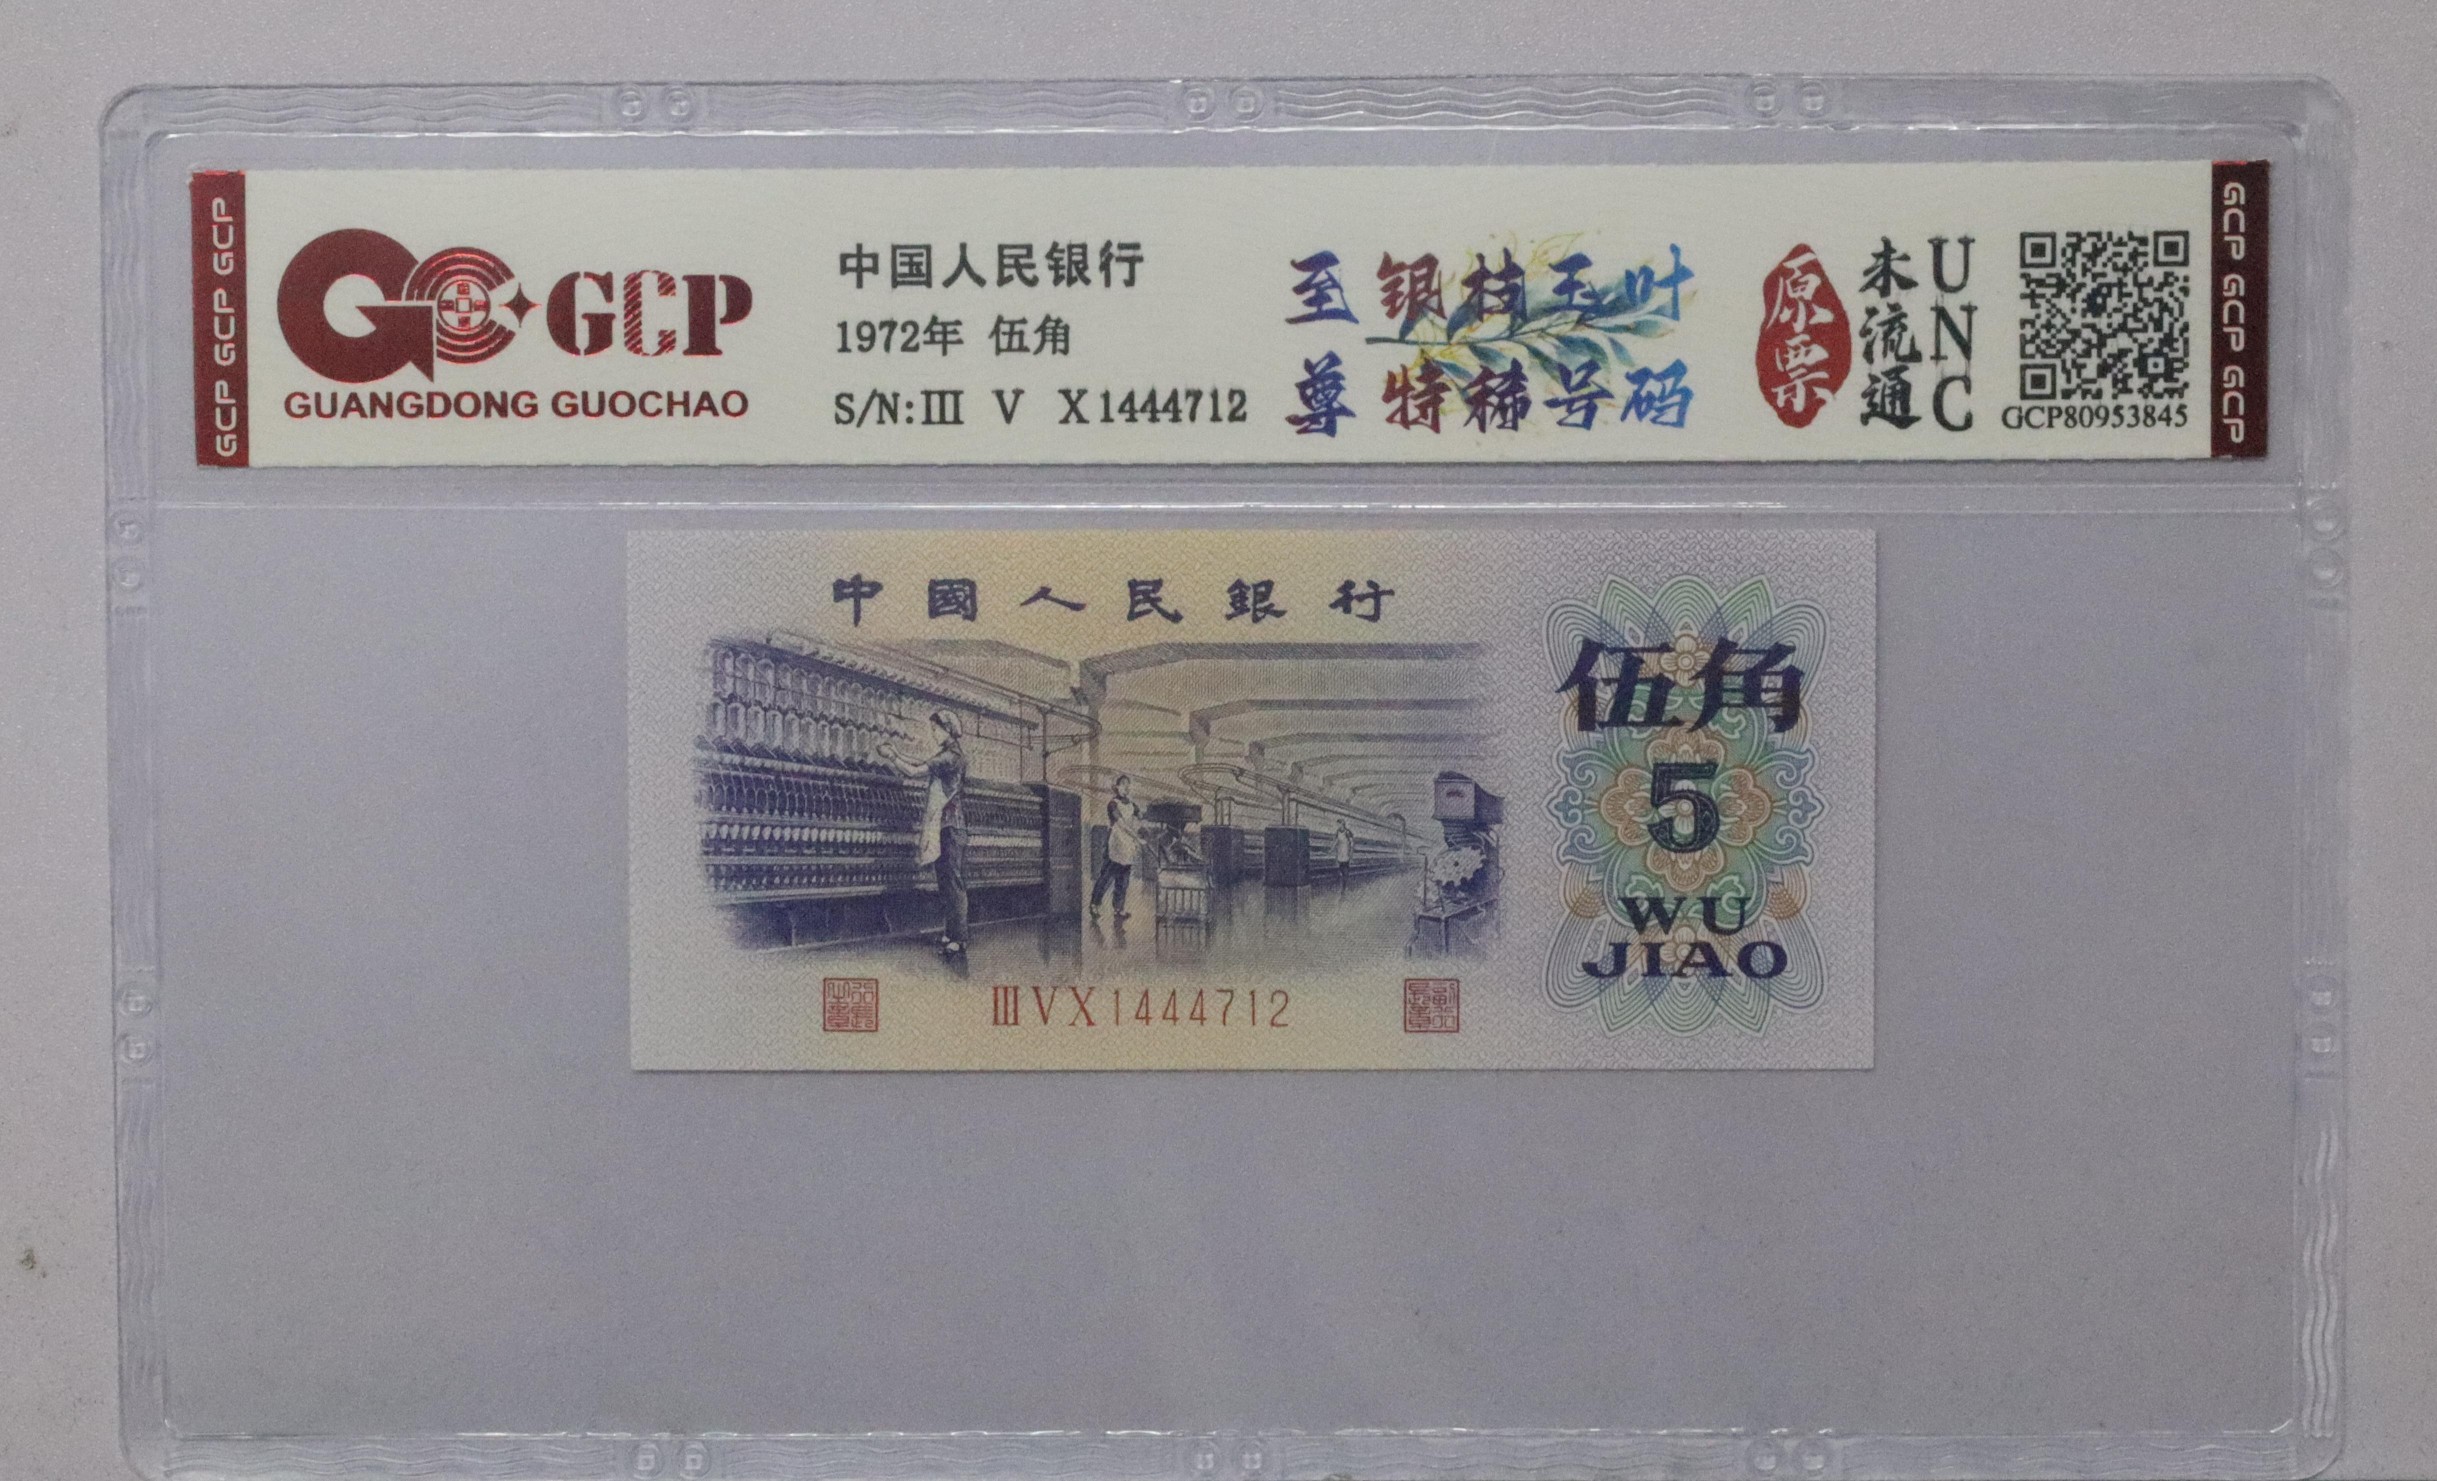 GCP GCP GCP
GCP
GUANGDONG GUOCHAO
中国人民银行
1972年 伍角
S/N:III V X1444712
至尊
银枝玉叶
特稀号码
原票
未流通
UNC
GCP80953845
GCP GCP GCP
中國人民銀行
伍角
5
WU
JIAO
III V X 1444712